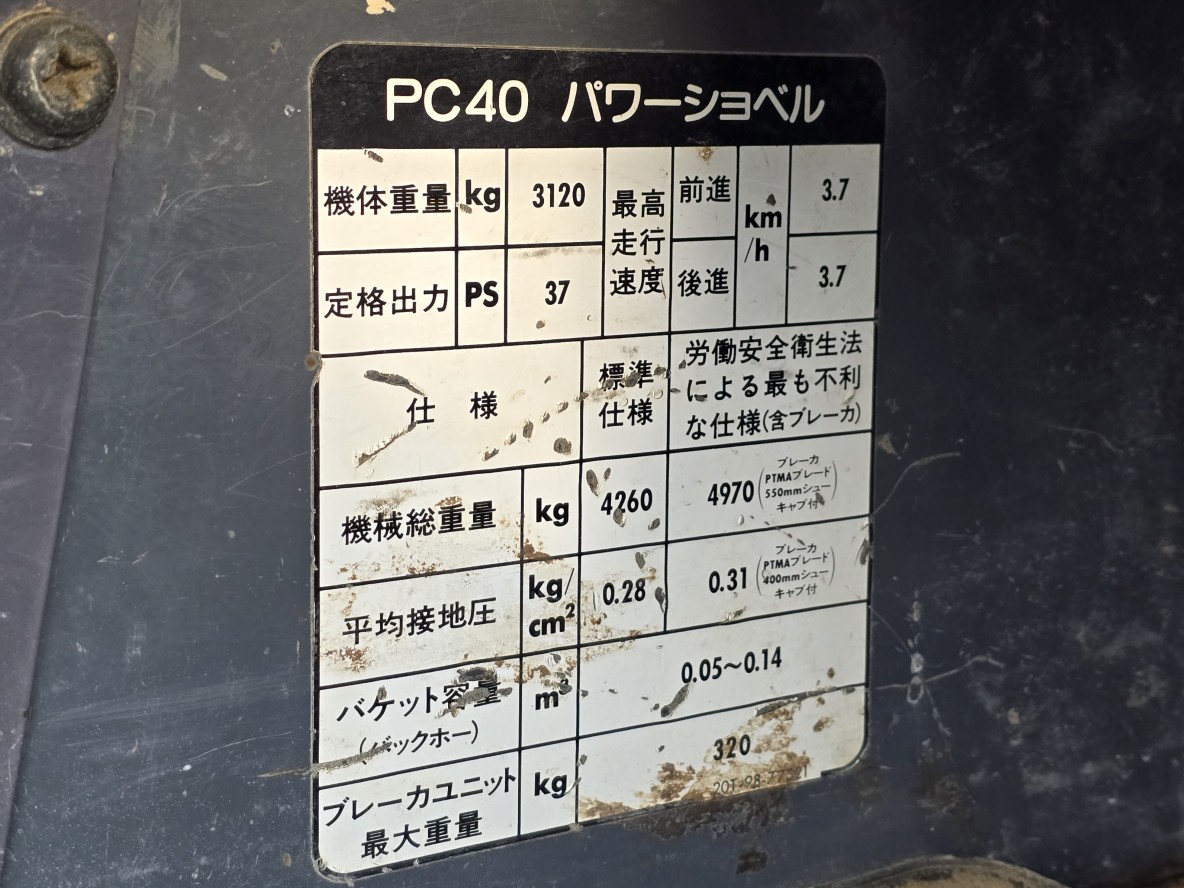 PC40 パワーショベル
機体重量 kg 3120 最高走行速度 前進 km/h 3.7
定格出力 PS 37 後進 3.7
仕 様 標準仕様 労働安全衛生法による最も不利な仕様(含ブレーカ)
機械総重量 kg 4260 4970 (ブレーカ PTMAブレード 550mmシュー キャブ付)
平均接地圧 kg/cm² 0.28 0.31 (ブレーカ PTMAブレード 400mmシュー キャブ付)
バケット容量 (バックホー) m³ 0.05〜0.14
ブレーカユニット最大重量 kg 320
20T-98-